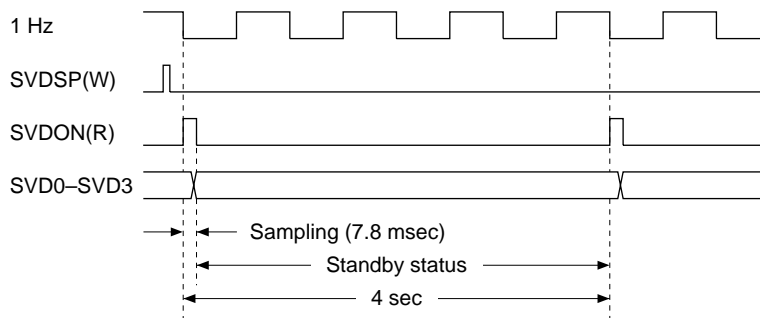 1 Hz
SVDSP(W)
SVDON(R)
SVD0–SVD3
Sampling (7.8 msec)
Standby status
4 sec